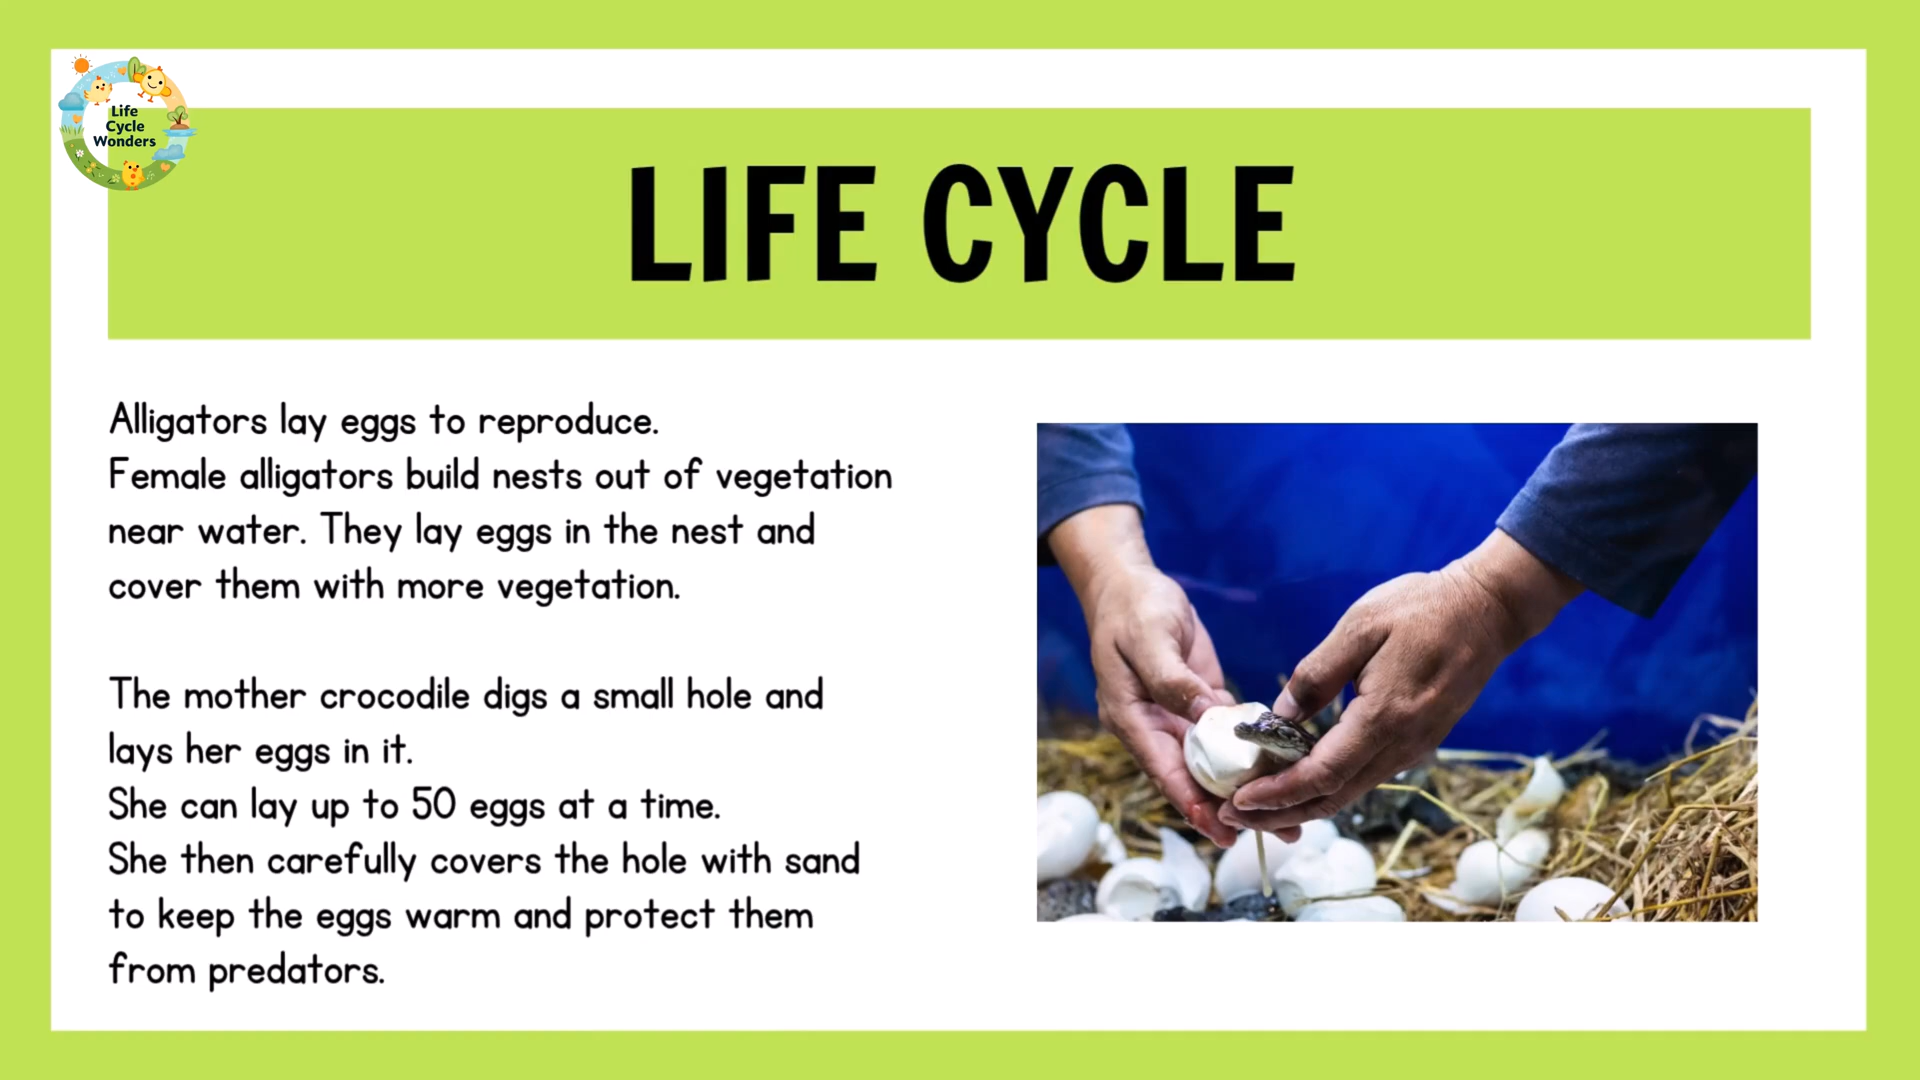 Life
Cycle
Wonders
LIFE CYCLE
Alligators lay eggs to reproduce.
Female alligators build nests out of vegetation
near water. They lay eggs in the nest and
cover them with more vegetation.
The mother crocodile digs a small hole and
lays her eggs in it.
She can lay up to 50 eggs at a time.
She then carefully covers the hole with sand
to keep the eggs warm and protect them
from predators.